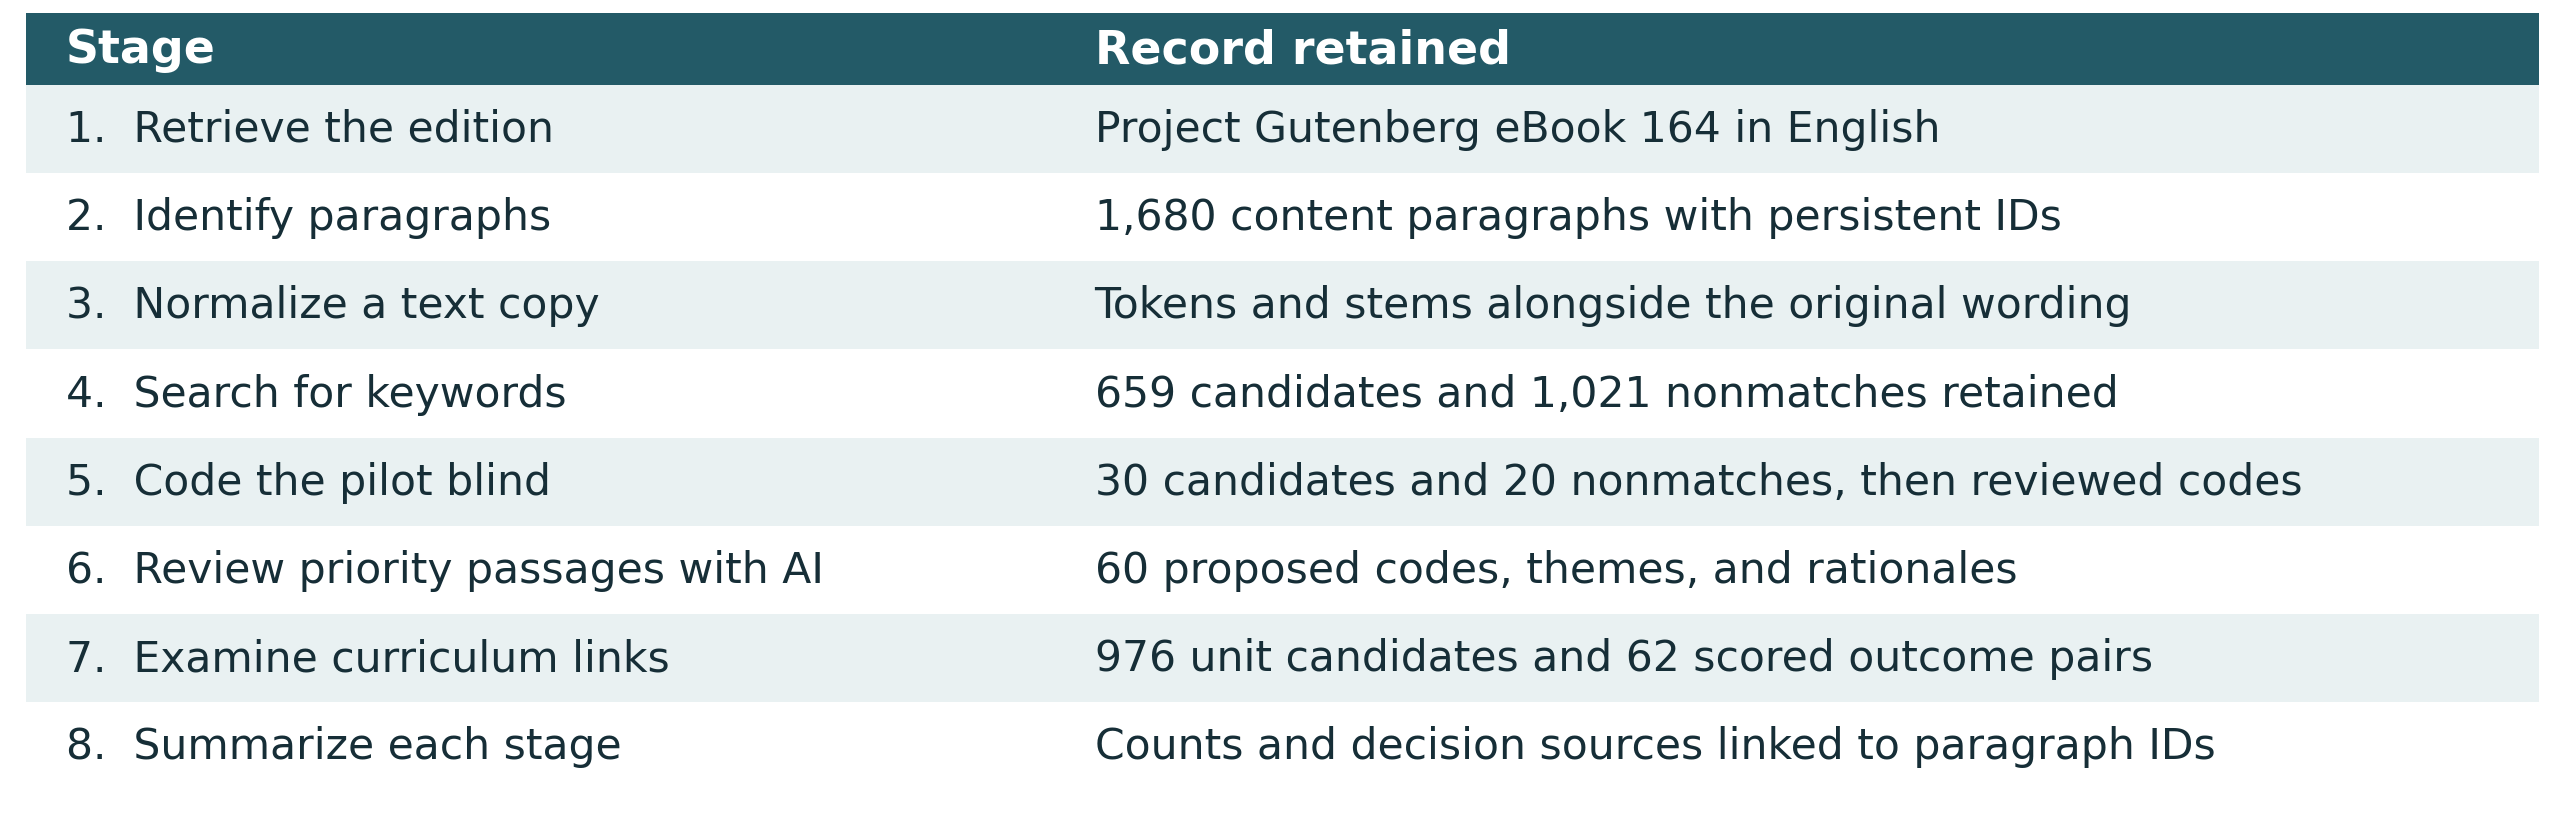 Stage Record retained
1. Retrieve the edition Project Gutenberg eBook 164 in English
2. Identify paragraphs 1,680 content paragraphs with persistent IDs
3. Normalize a text copy Tokens and stems alongside the original wording
4. Search for keywords 659 candidates and 1,021 nonmatches retained
5. Code the pilot blind 30 candidates and 20 nonmatches, then reviewed codes
6. Review priority passages with AI 60 proposed codes, themes, and rationales
7. Examine curriculum links 976 unit candidates and 62 scored outcome pairs
8. Summarize each stage Counts and decision sources linked to paragraph IDs